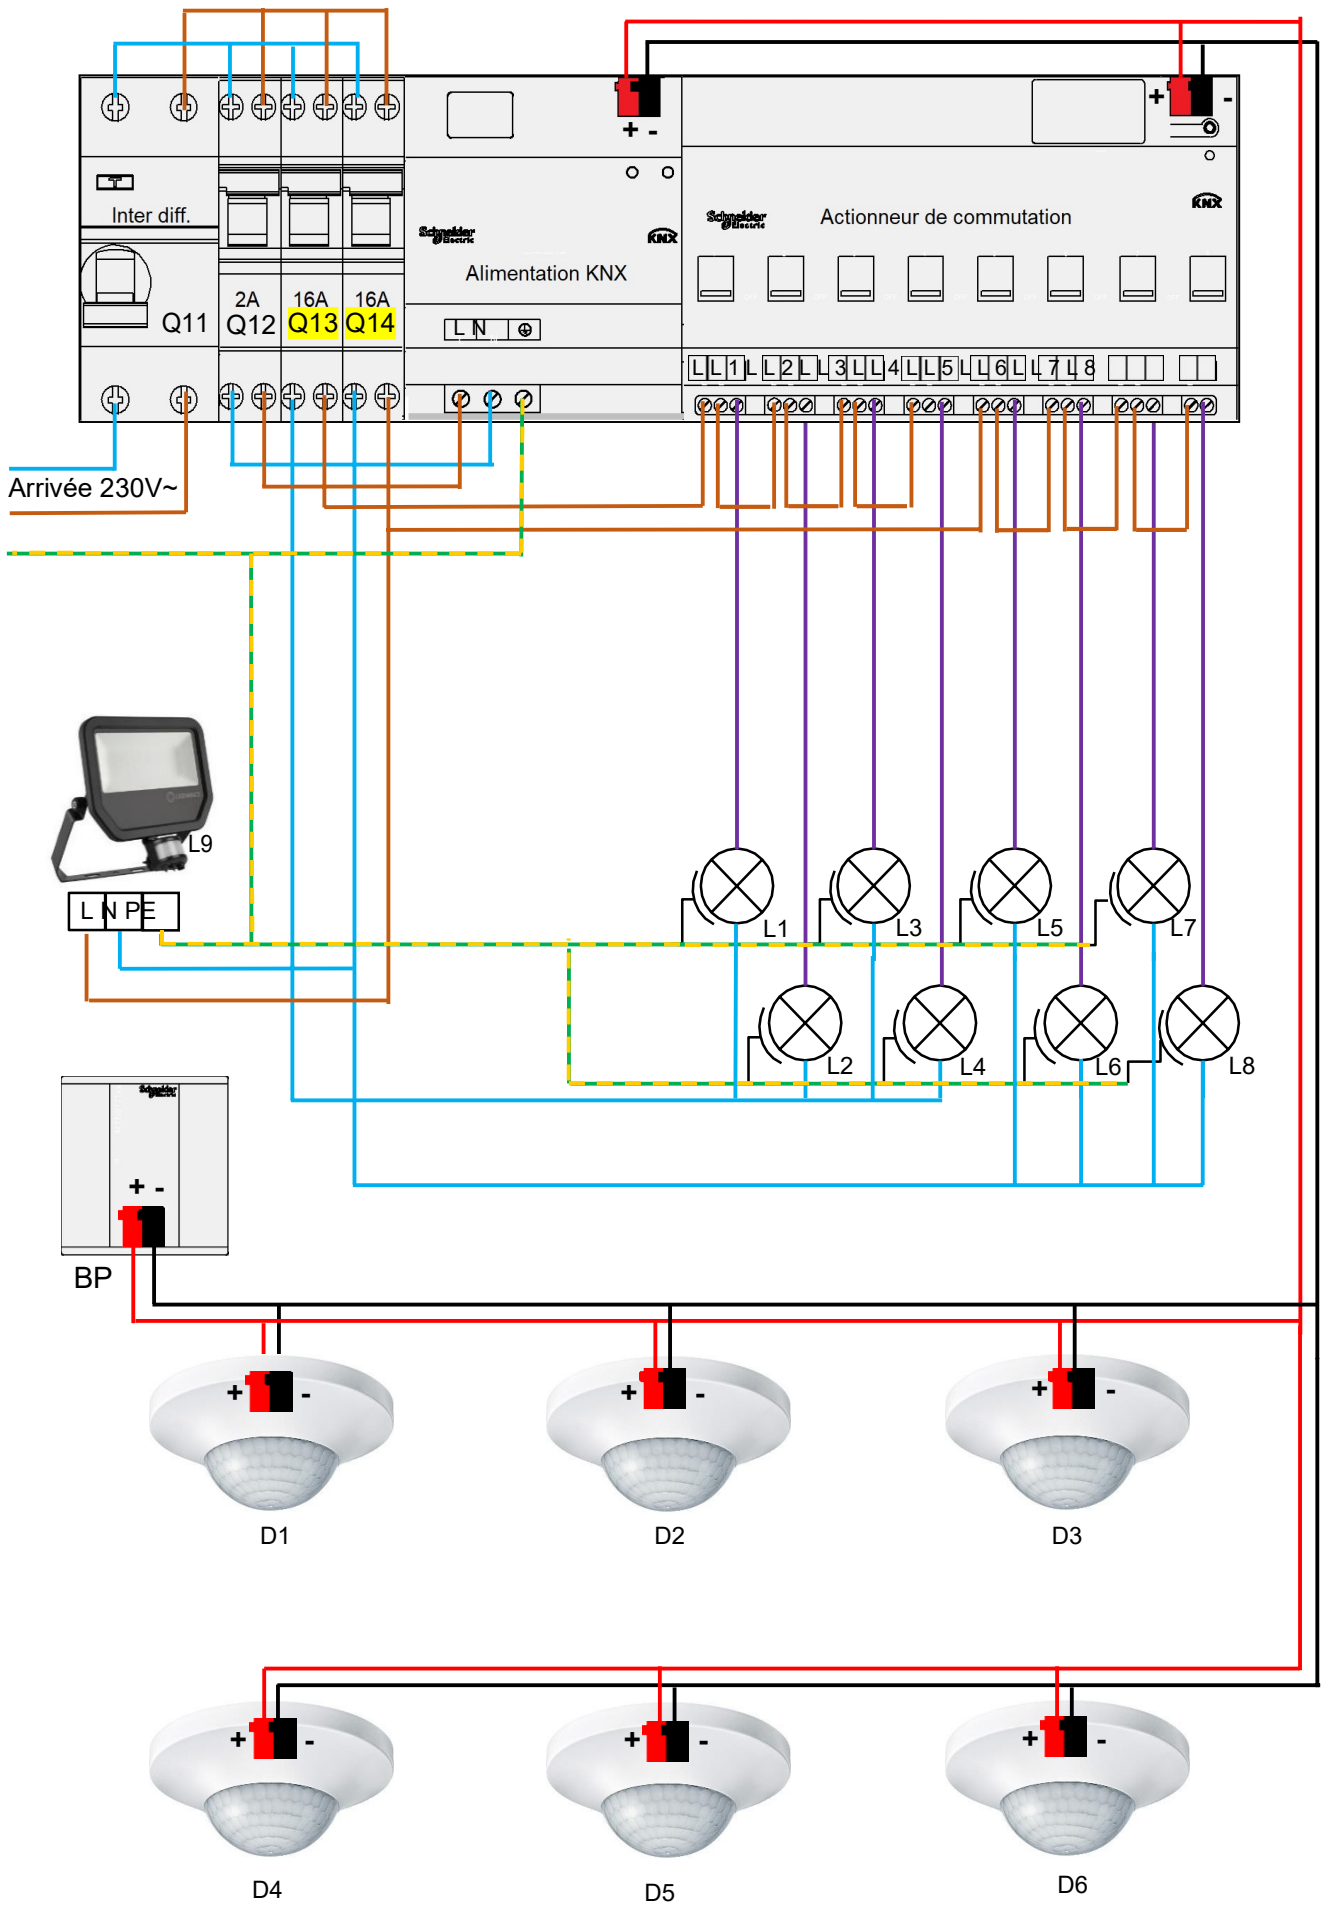 + -
+ -
Inter diff.
Schneider Electric
KNX
Alimentation KNX
Schneider Electric
Actionneur de commutation
KNX
2A 16A 16A
Q11 Q12 Q13 Q14
L N
L L 1 L L 2 L L 3 L L 4 L L 5 L L 6 L L 7 L 8
Arrivée 230V~
L9
L N PE
L1 L3 L5 L7
L2 L4 L6 L8
Schneider Electric
+ -
BP
+ - + - + -
D1 D2 D3
+ - + - + -
D4 D5 D6